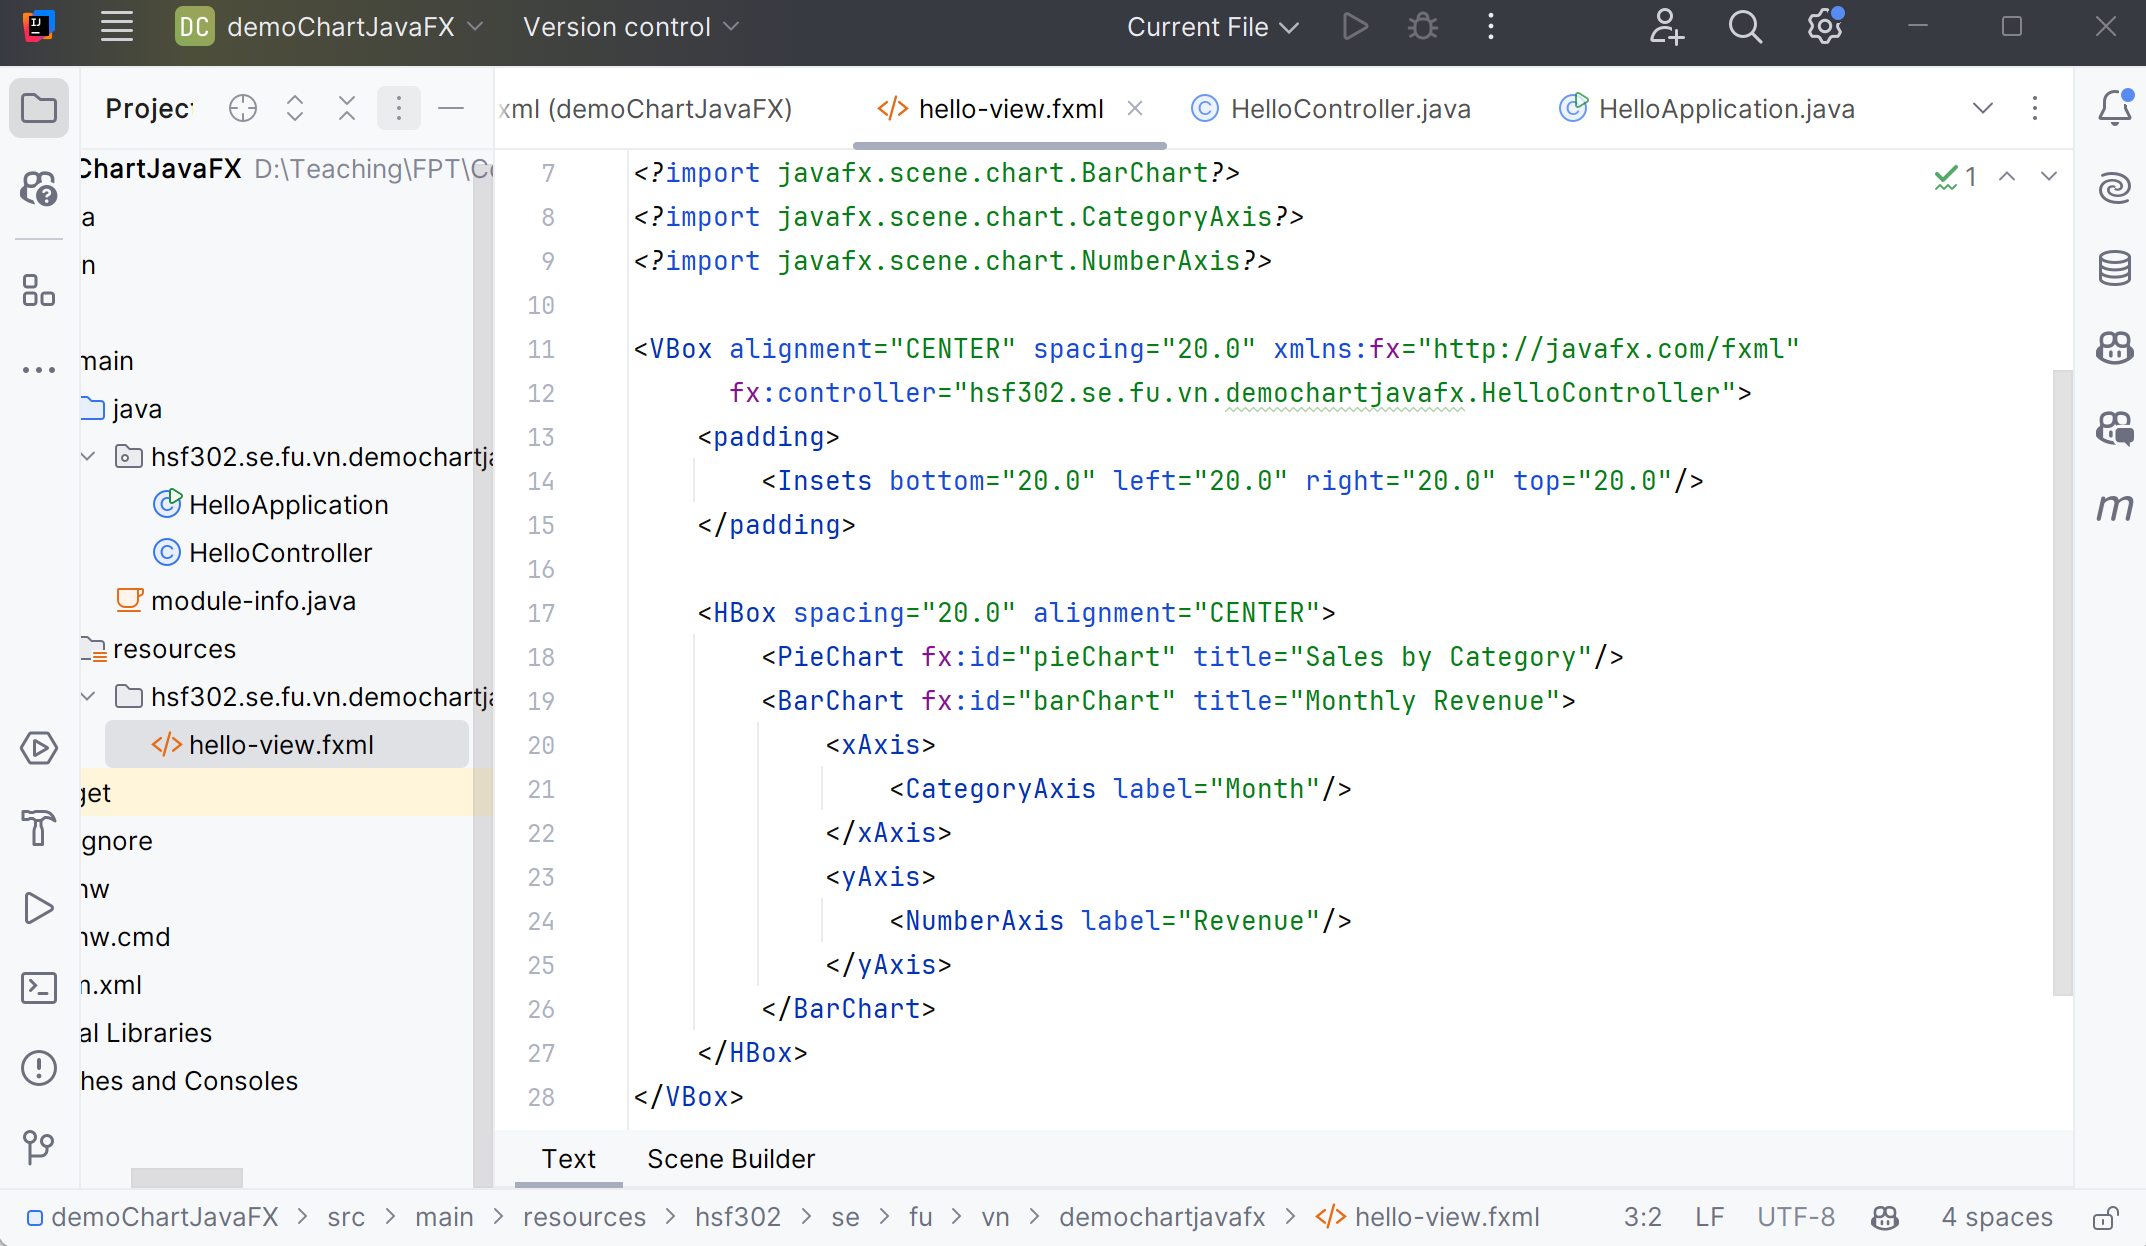 DC demoChartJavaFX Version control Current File
Project xml (demoChartJavaFX) hello-view.fxml HelloController.java HelloApplication.java
ChartJavaFX D:\Teaching\FPT\Co
a
n
main
java
hsf302.se.fu.vn.demochartja
HelloApplication
HelloController
module-info.java
resources
hsf302.se.fu.vn.demochartja
hello-view.fxml
get
gnore
nw
nw.cmd
m.xml
al Libraries
hes and Consoles
1
7 <?import javafx.scene.chart.BarChart?>
8 <?import javafx.scene.chart.CategoryAxis?>
9 <?import javafx.scene.chart.NumberAxis?>
10
11 <VBox alignment="CENTER" spacing="20.0" xmlns:fx="http://javafx.com/fxml"
12 fx:controller="hsf302.se.fu.vn.demochartjavafx.HelloController">
13 <padding>
14 <Insets bottom="20.0" left="20.0" right="20.0" top="20.0"/>
15 </padding>
16
17 <HBox spacing="20.0" alignment="CENTER">
18 <PieChart fx:id="pieChart" title="Sales by Category"/>
19 <BarChart fx:id="barChart" title="Monthly Revenue">
20 <xAxis>
21 <CategoryAxis label="Month"/>
22 </xAxis>
23 <yAxis>
24 <NumberAxis label="Revenue"/>
25 </yAxis>
26 </BarChart>
27 </HBox>
28 </VBox>
Text Scene Builder
demoChartJavaFX > src > main > resources > hsf302 > se > fu > vn > demochartjavafx > hello-view.fxml 3:2 LF UTF-8 4 spaces